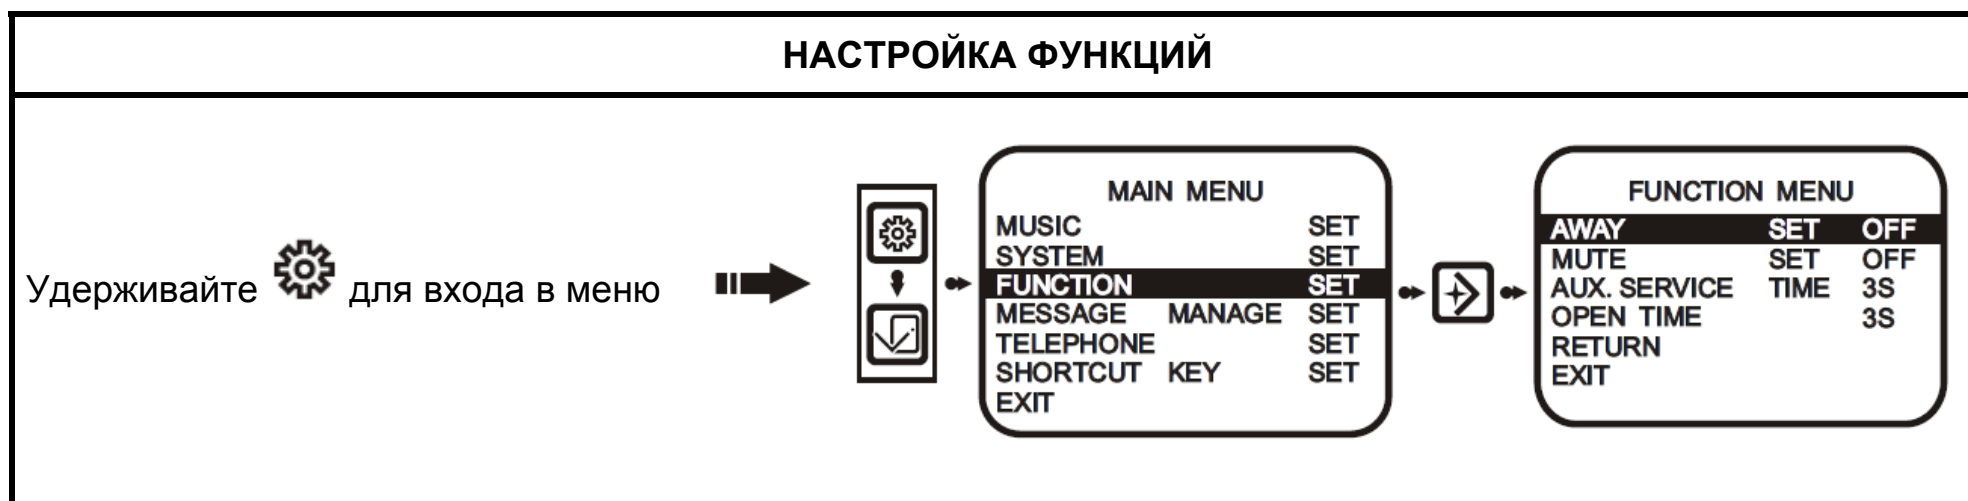 НАСТРОЙКА ФУНКЦИЙ
Удерживайте для входа в меню
MAIN MENU
MUSIC SET
SYSTEM SET
FUNCTION SET
MESSAGE MANAGE SET
TELEPHONE SET
SHORTCUT KEY SET
EXIT
FUNCTION MENU
AWAY SET OFF
MUTE SET OFF
AUX. SERVICE TIME 3S
OPEN TIME 3S
RETURN
EXIT